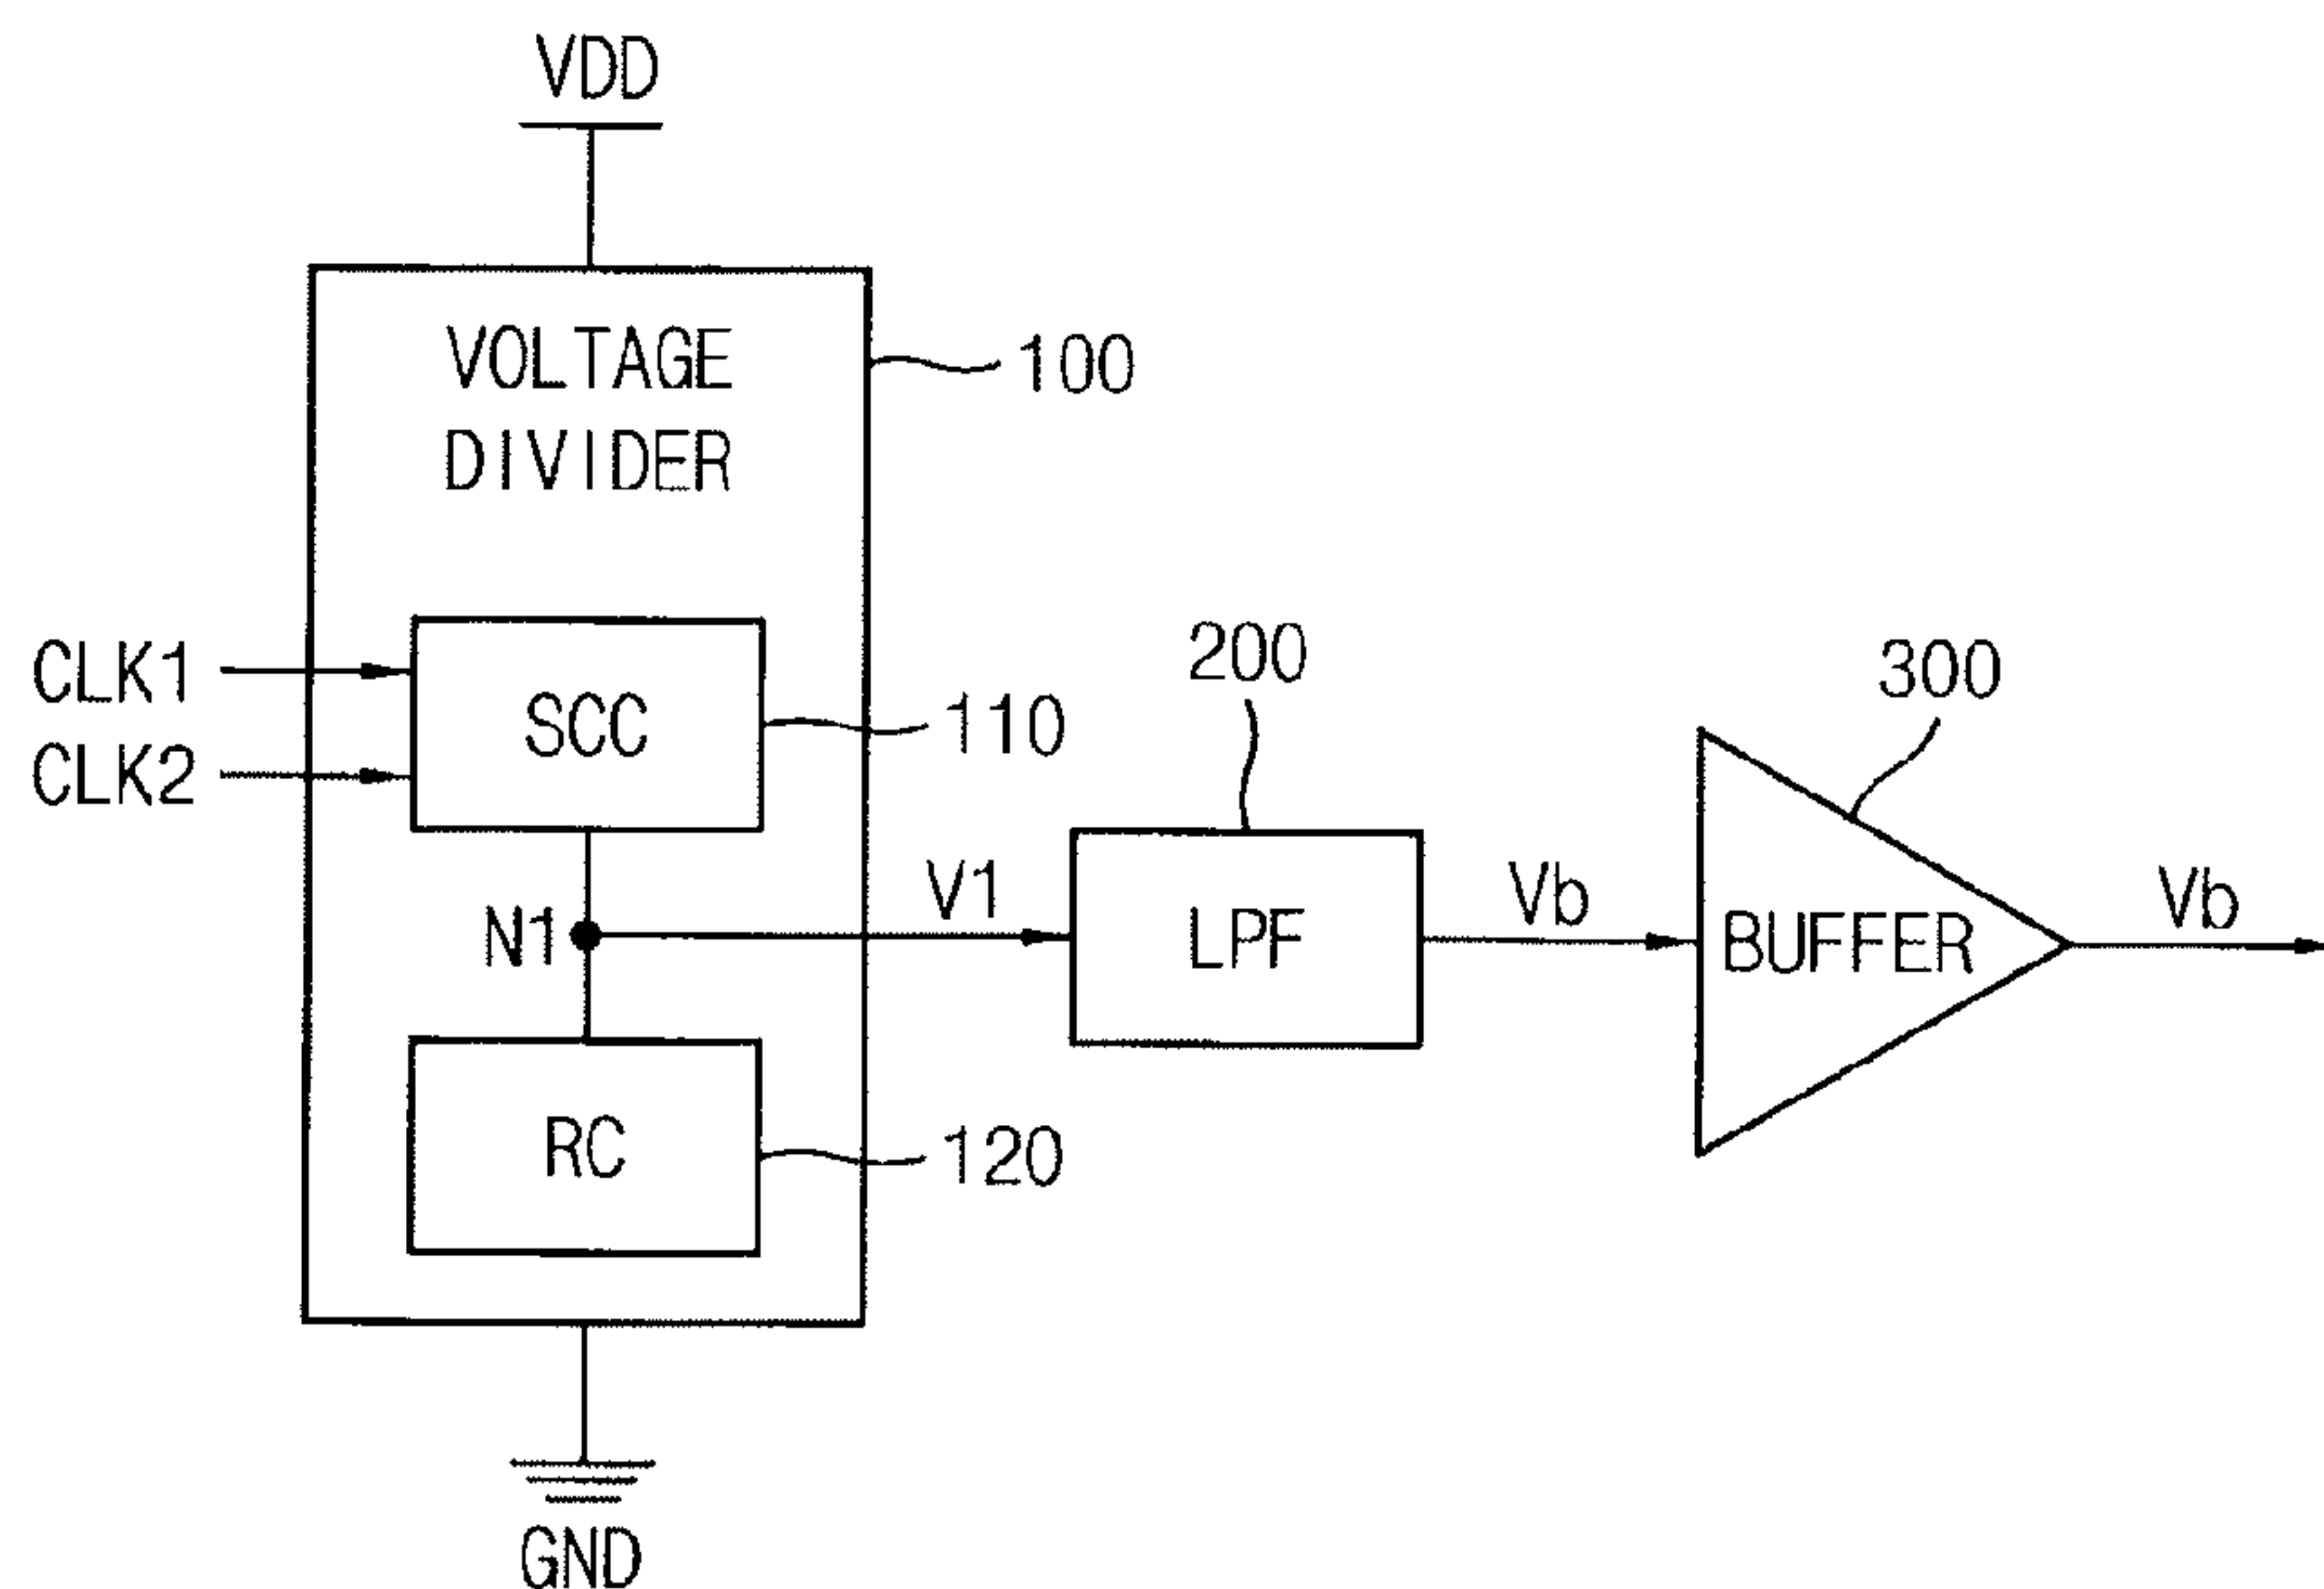 VDD
VOLTAGE
DIVIDER
100
CLK1
CLK2
SCC
110
200
300
N1
V1
LPF
Vb
BUFFER
Vb
RC
120
GND